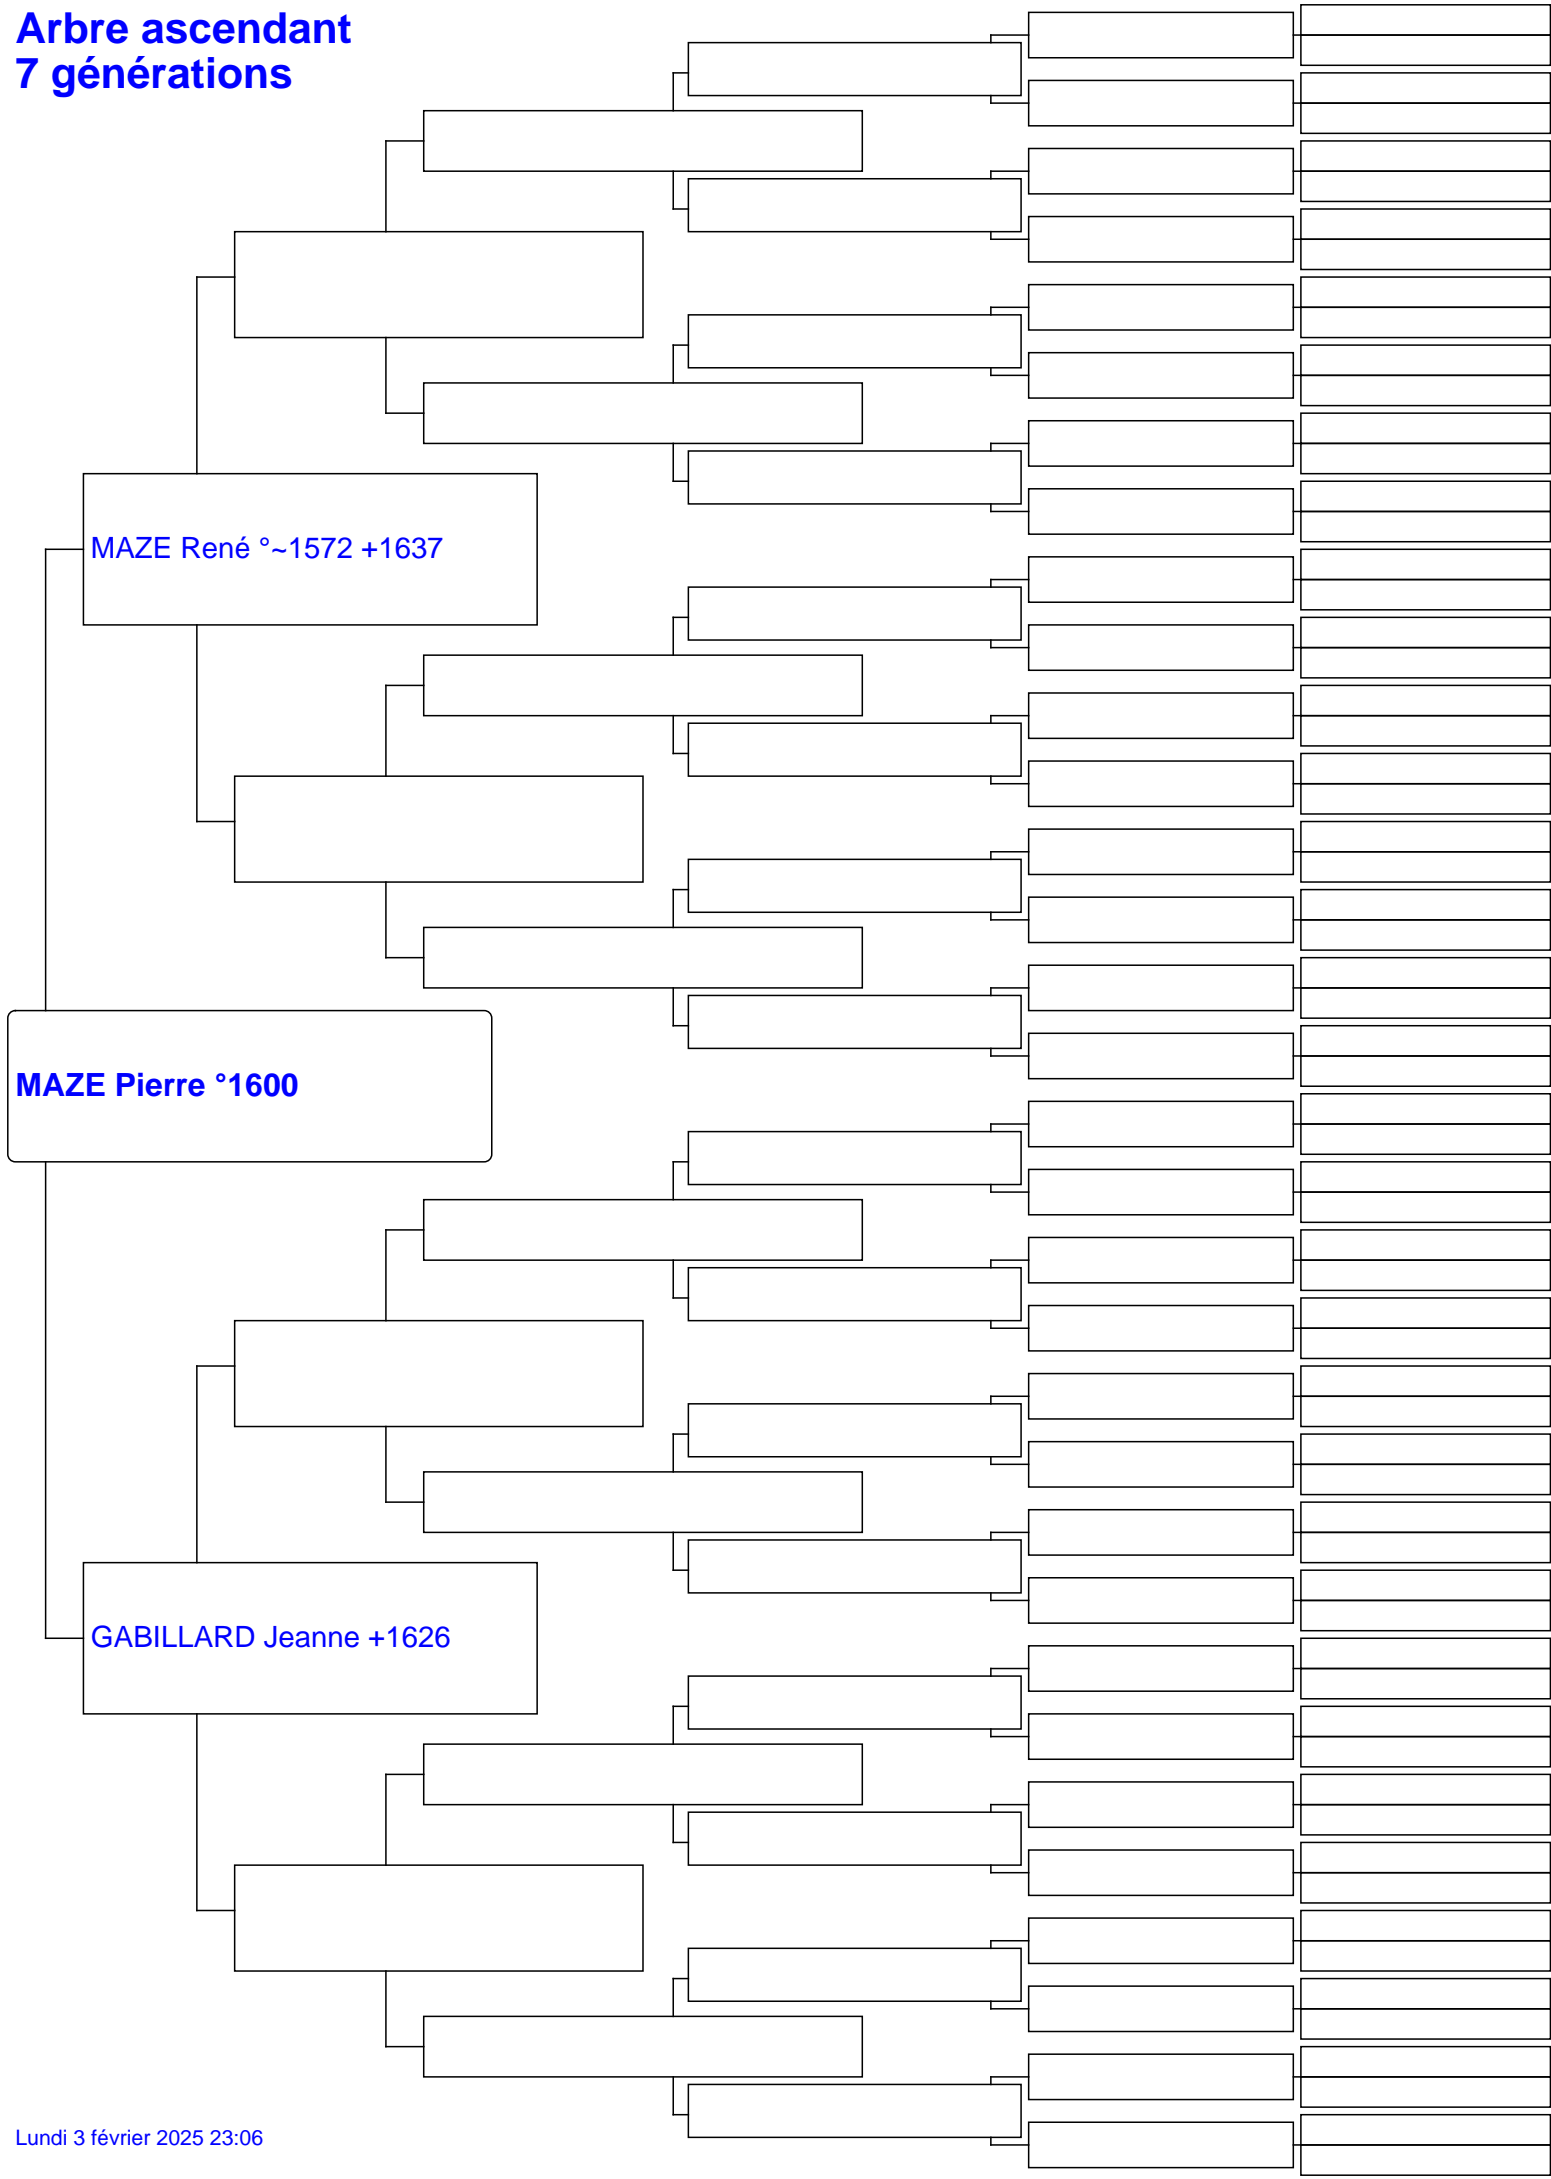 Arbre ascendant
7 générations
MAZE René °~1572 +1637
MAZE Pierre °1600
GABILLARD Jeanne +1626
Lundi 3 février 2025 23:06